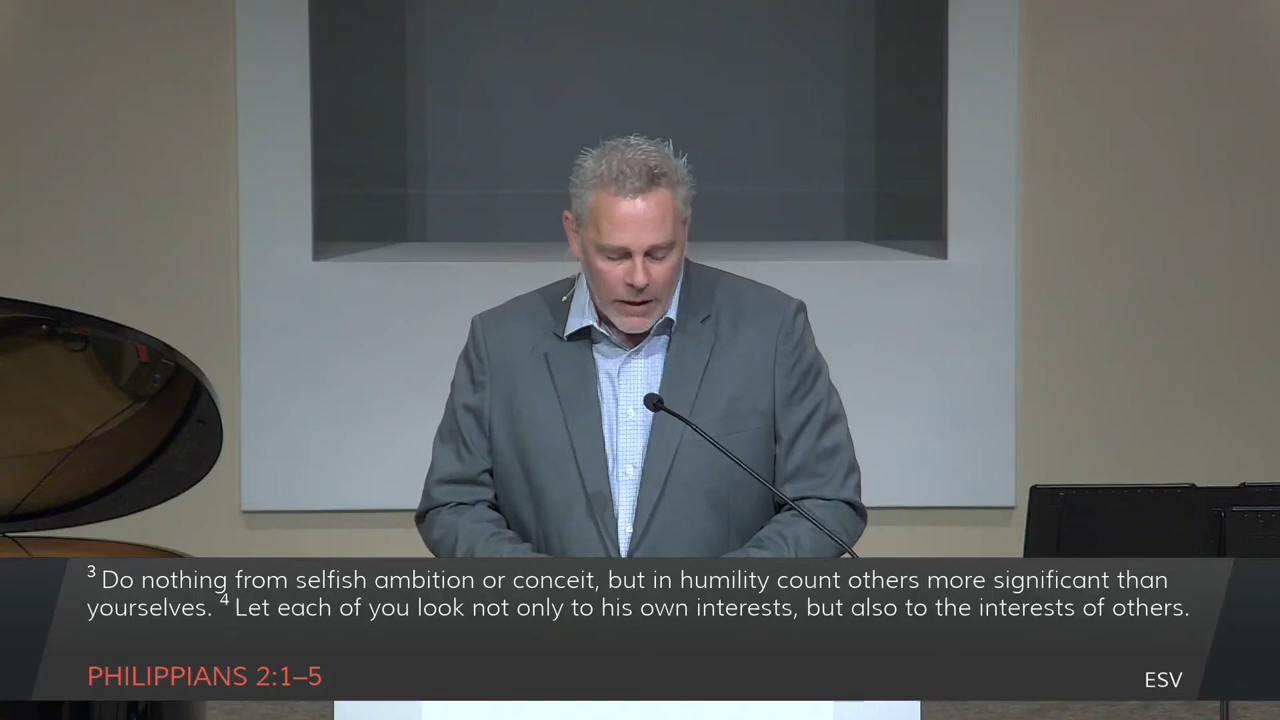 ³ Do nothing from selfish ambition or conceit, but in humility count others more significant than
yourselves. ⁴ Let each of you look not only to his own interests, but also to the interests of others.
PHILIPPIANS 2:1–5
ESV